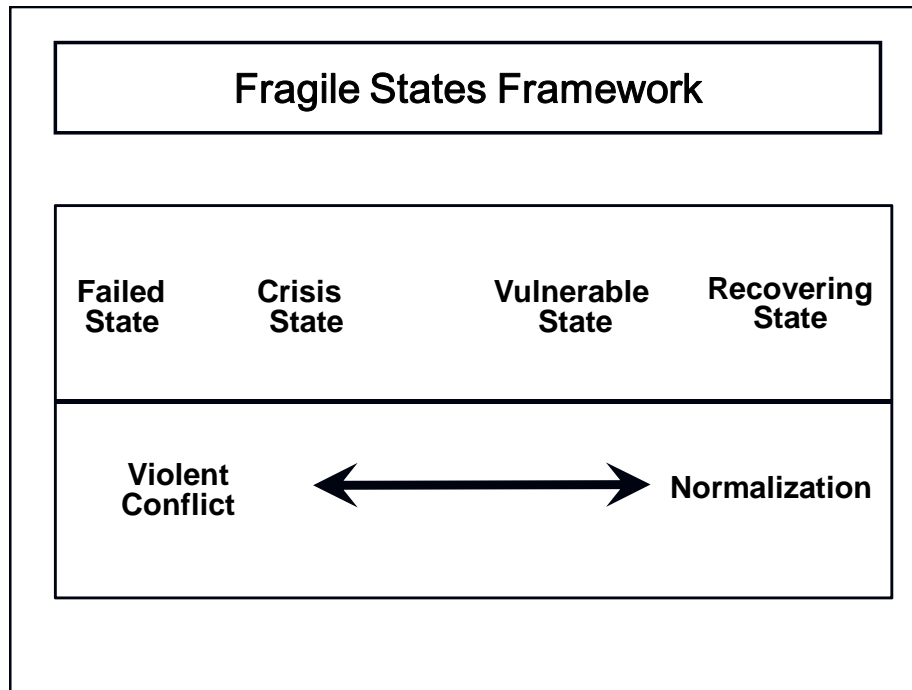 Fragile States Framework
Failed
State
Crisis
State
Vulnerable
State
Recovering
State
Violent
Conflict
Normalization